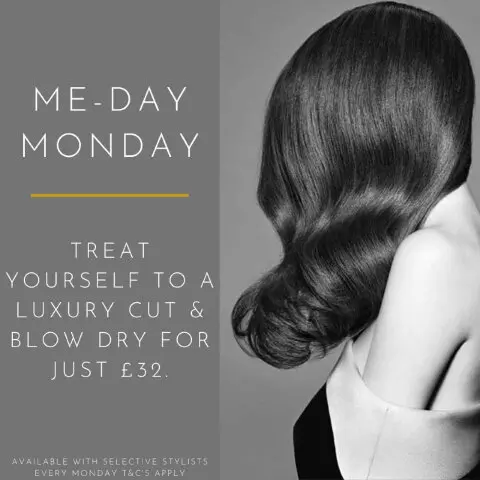 ME-DAY
MONDAY
TREAT
YOURSELF TO A
LUXURY CUT &
BLOW DRY FOR
JUST £32.
AVAILABLE WITH SELECTIVE STYLISTS
EVERY MONDAY T&C'S APPLY